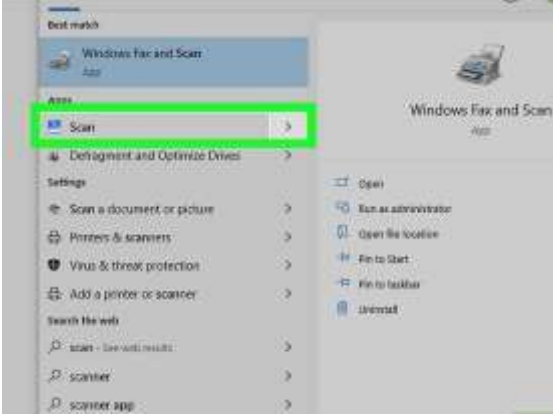 Best match
Windows Fax and Scan
App
Apps
Scan
Defragment and Optimize Drives
Settings
Scan a document or picture
Printers & scanners
Virus & threat protection
Add a printer or scanner
Search the web
scan - See web results
scanner
scanner app
Windows Fax and Scan
App
Open
Run as administrator
Open file location
Pin to Start
Pin to taskbar
Uninstall